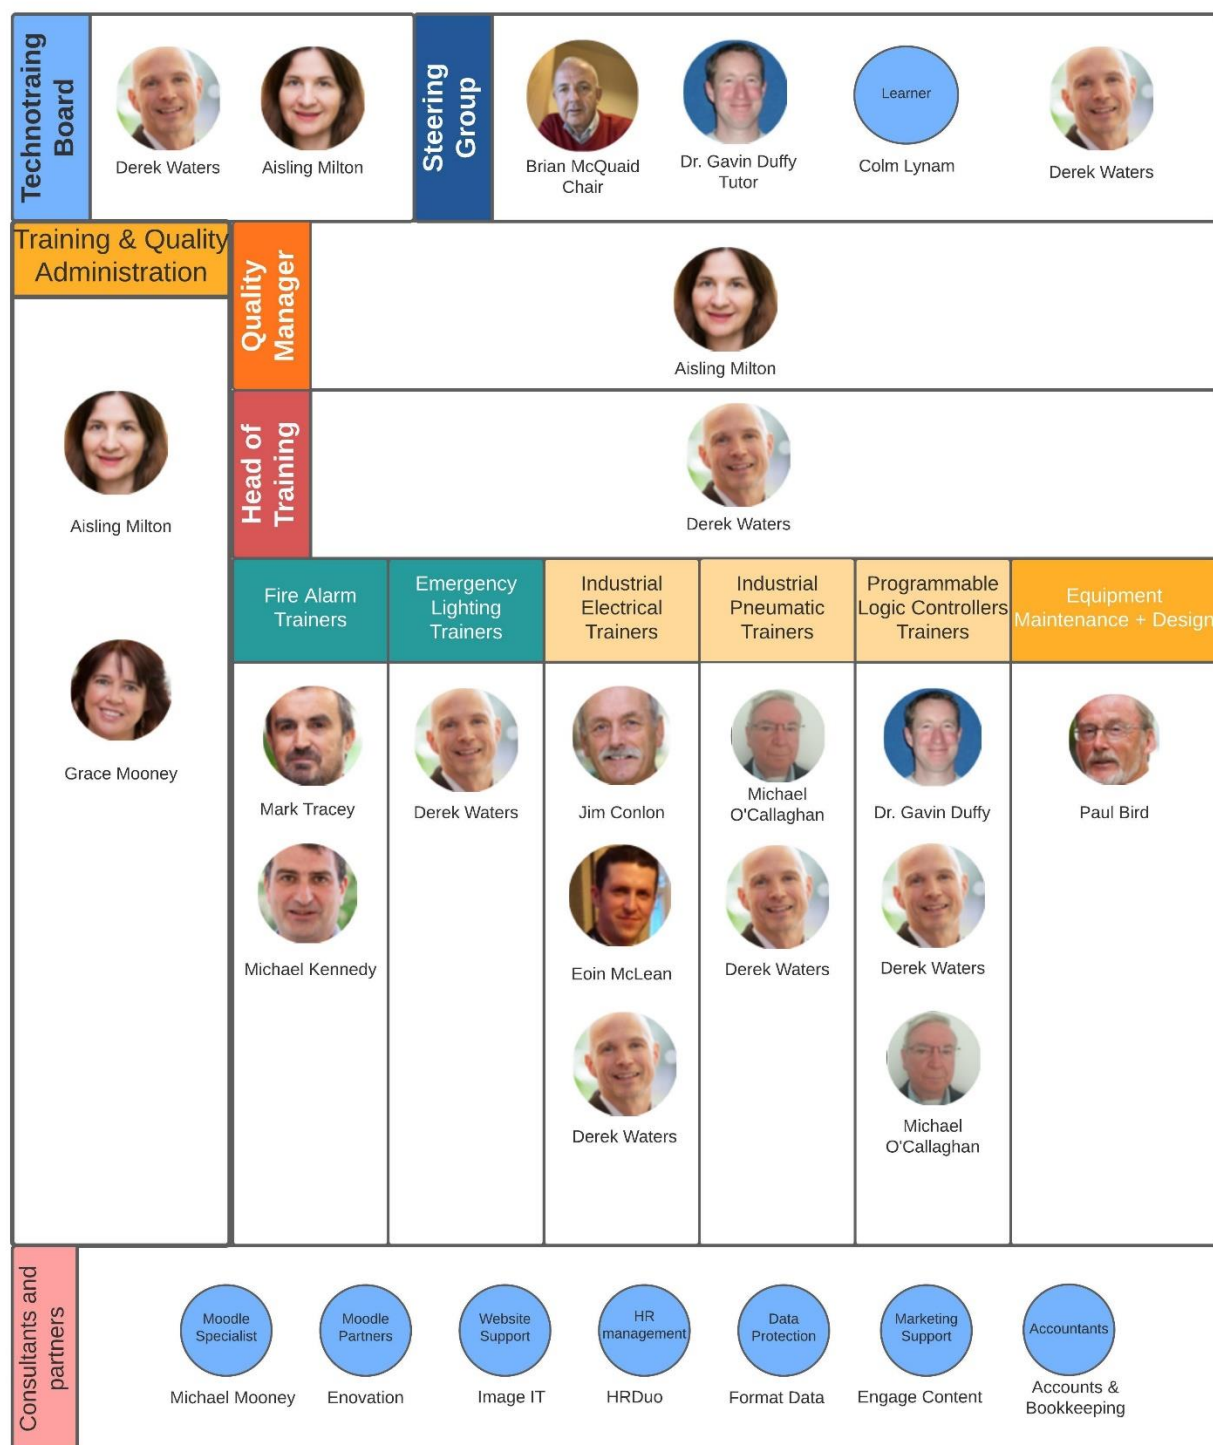 Technotraing
Board
Derek Waters
Aisling Milton
Steering
Group
Brian McQuaid
Chair
Dr. Gavin Duffy
Tutor
Learner
Colm Lynam
Derek Waters
Training & Quality
Administration
Aisling Milton
Grace Mooney
Quality
Manager
Aisling Milton
Head of
Training
Derek Waters
Fire Alarm
Trainers
Mark Tracey
Michael Kennedy
Emergency
Lighting
Trainers
Derek Waters
Industrial
Electrical
Trainers
Jim Conlon
Eoin McLean
Derek Waters
Industrial
Pneumatic
Trainers
Michael
O'Callaghan
Derek Waters
Programmable
Logic Controllers
Trainers
Dr. Gavin Duffy
Derek Waters
Michael
O'Callaghan
Equipment
Maintenance + Design
Paul Bird
Consultants and
partners
Moodle
Specialist
Michael Mooney
Moodle
Partners
Enovation
Website
Support
Image IT
HR
management
HRDuo
Data
Protection
Format Data
Marketing
Support
Engage Content
Accountants
Accounts &
Bookkeeping